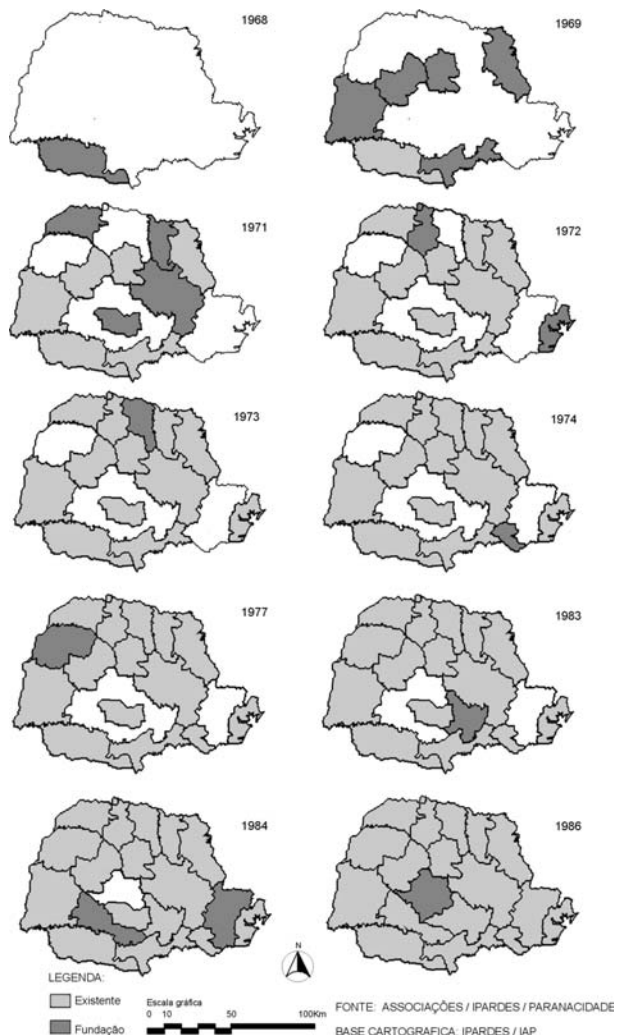 1968
1969
1971
1972
1973
1974
1977
1983
1984
1986
N
LEGENDA:
Existente
Fundação
Escala gráfica
0 10 50 100Km
FONTE: ASSOCIAÇÕES / IPARDES / PARANACIDADE
BASE CARTOGRAFICA: IPARDES / IAP